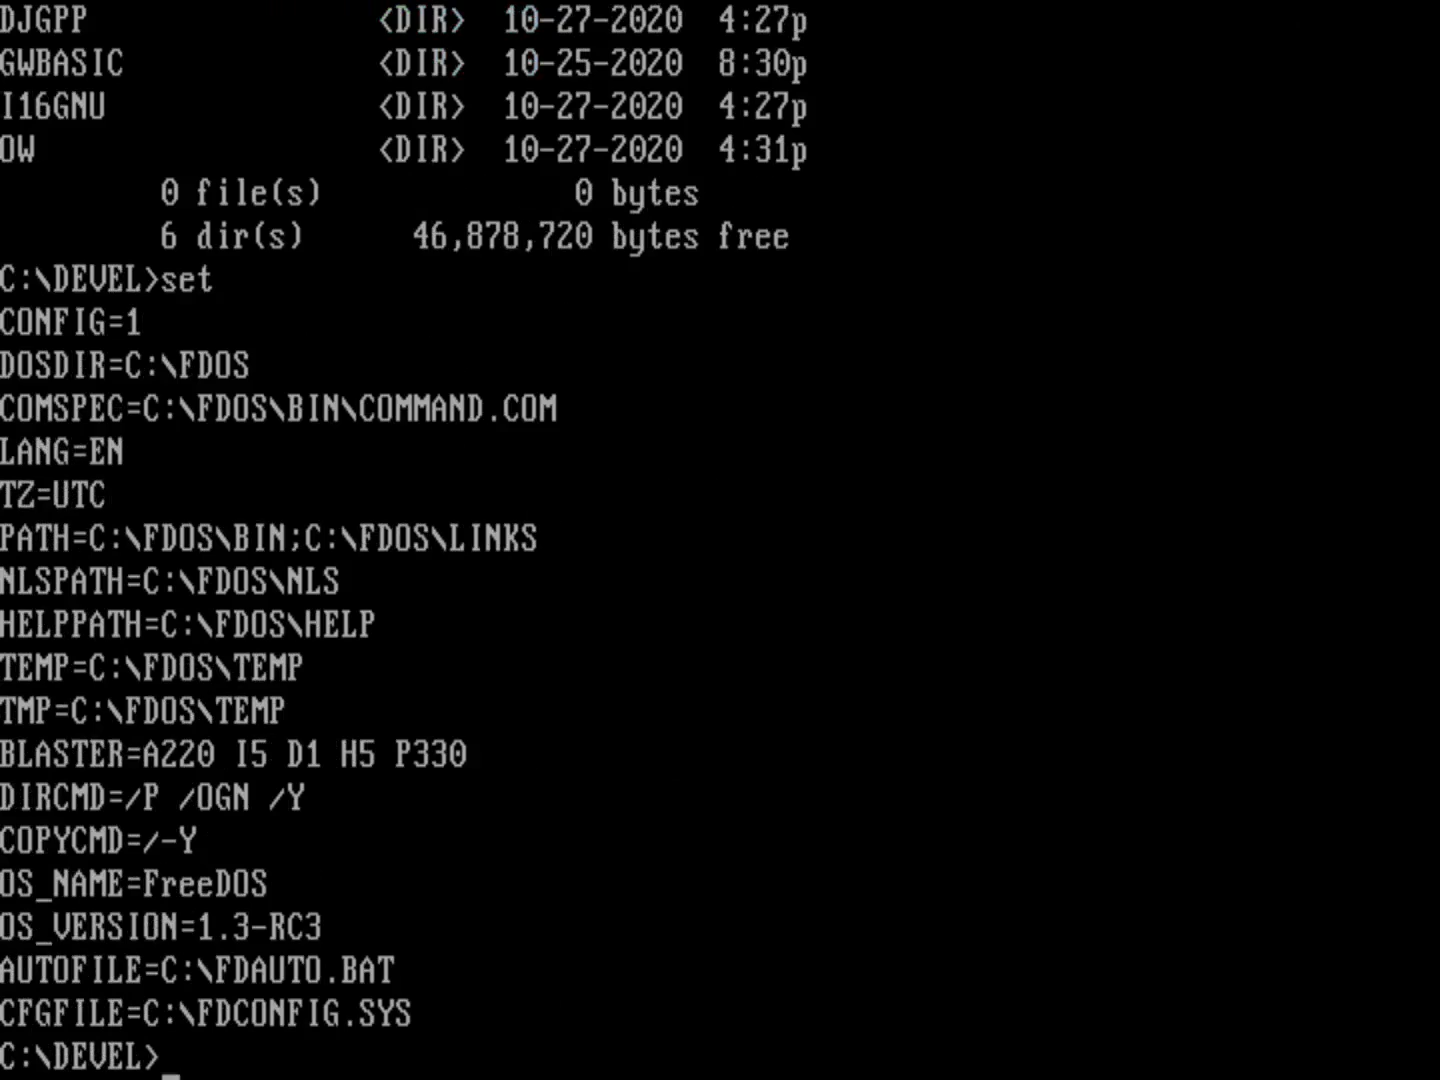 DJGPP <DIR> 10-27-2020 4:27p
GWBASIC <DIR> 10-25-2020 8:30p
I16GNU <DIR> 10-27-2020 4:27p
OW <DIR> 10-27-2020 4:31p
0 file(s) 0 bytes
6 dir(s) 46,878,720 bytes free
C:\DEVEL>set
CONFIG=1
DOSDIR=C:\FDOS
COMSPEC=C:\FDOS\BIN\COMMAND.COM
LANG=EN
TZ=UTC
PATH=C:\FDOS\BIN;C:\FDOS\LINKS
NLSPATH=C:\FDOS\NLS
HELPPATH=C:\FDOS\HELP
TEMP=C:\FDOS\TEMP
TMP=C:\FDOS\TEMP
BLASTER=A220 I5 D1 H5 P330
DIRCMD=/P /OGN /Y
COPYCMD=/-Y
OS_NAME=FreeDOS
OS_VERSION=1.3-RC3
AUTOFILE=C:\FDAUTO.BAT
CFGFILE=C:\FDCONFIG.SYS
C:\DEVEL>_